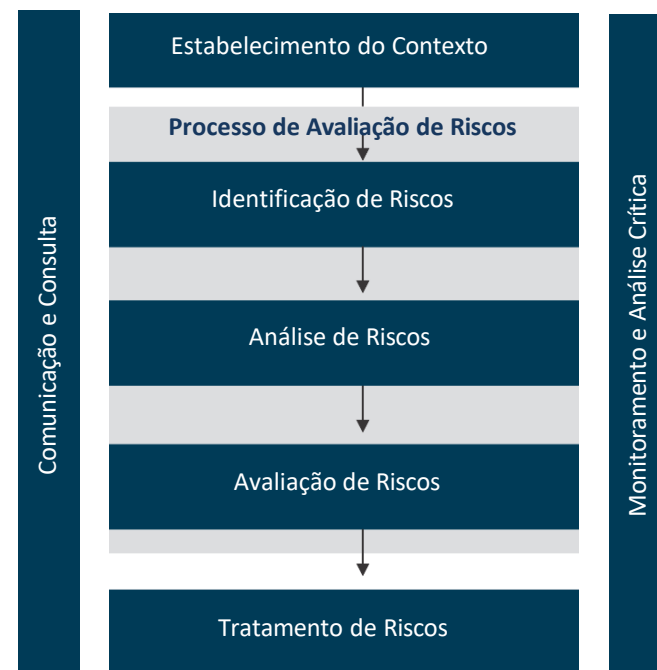 Comunicação e Consulta
Estabelecimento do Contexto
Processo de Avaliação de Riscos
Identificação de Riscos
Análise de Riscos
Avaliação de Riscos
Tratamento de Riscos
Monitoramento e Análise Crítica